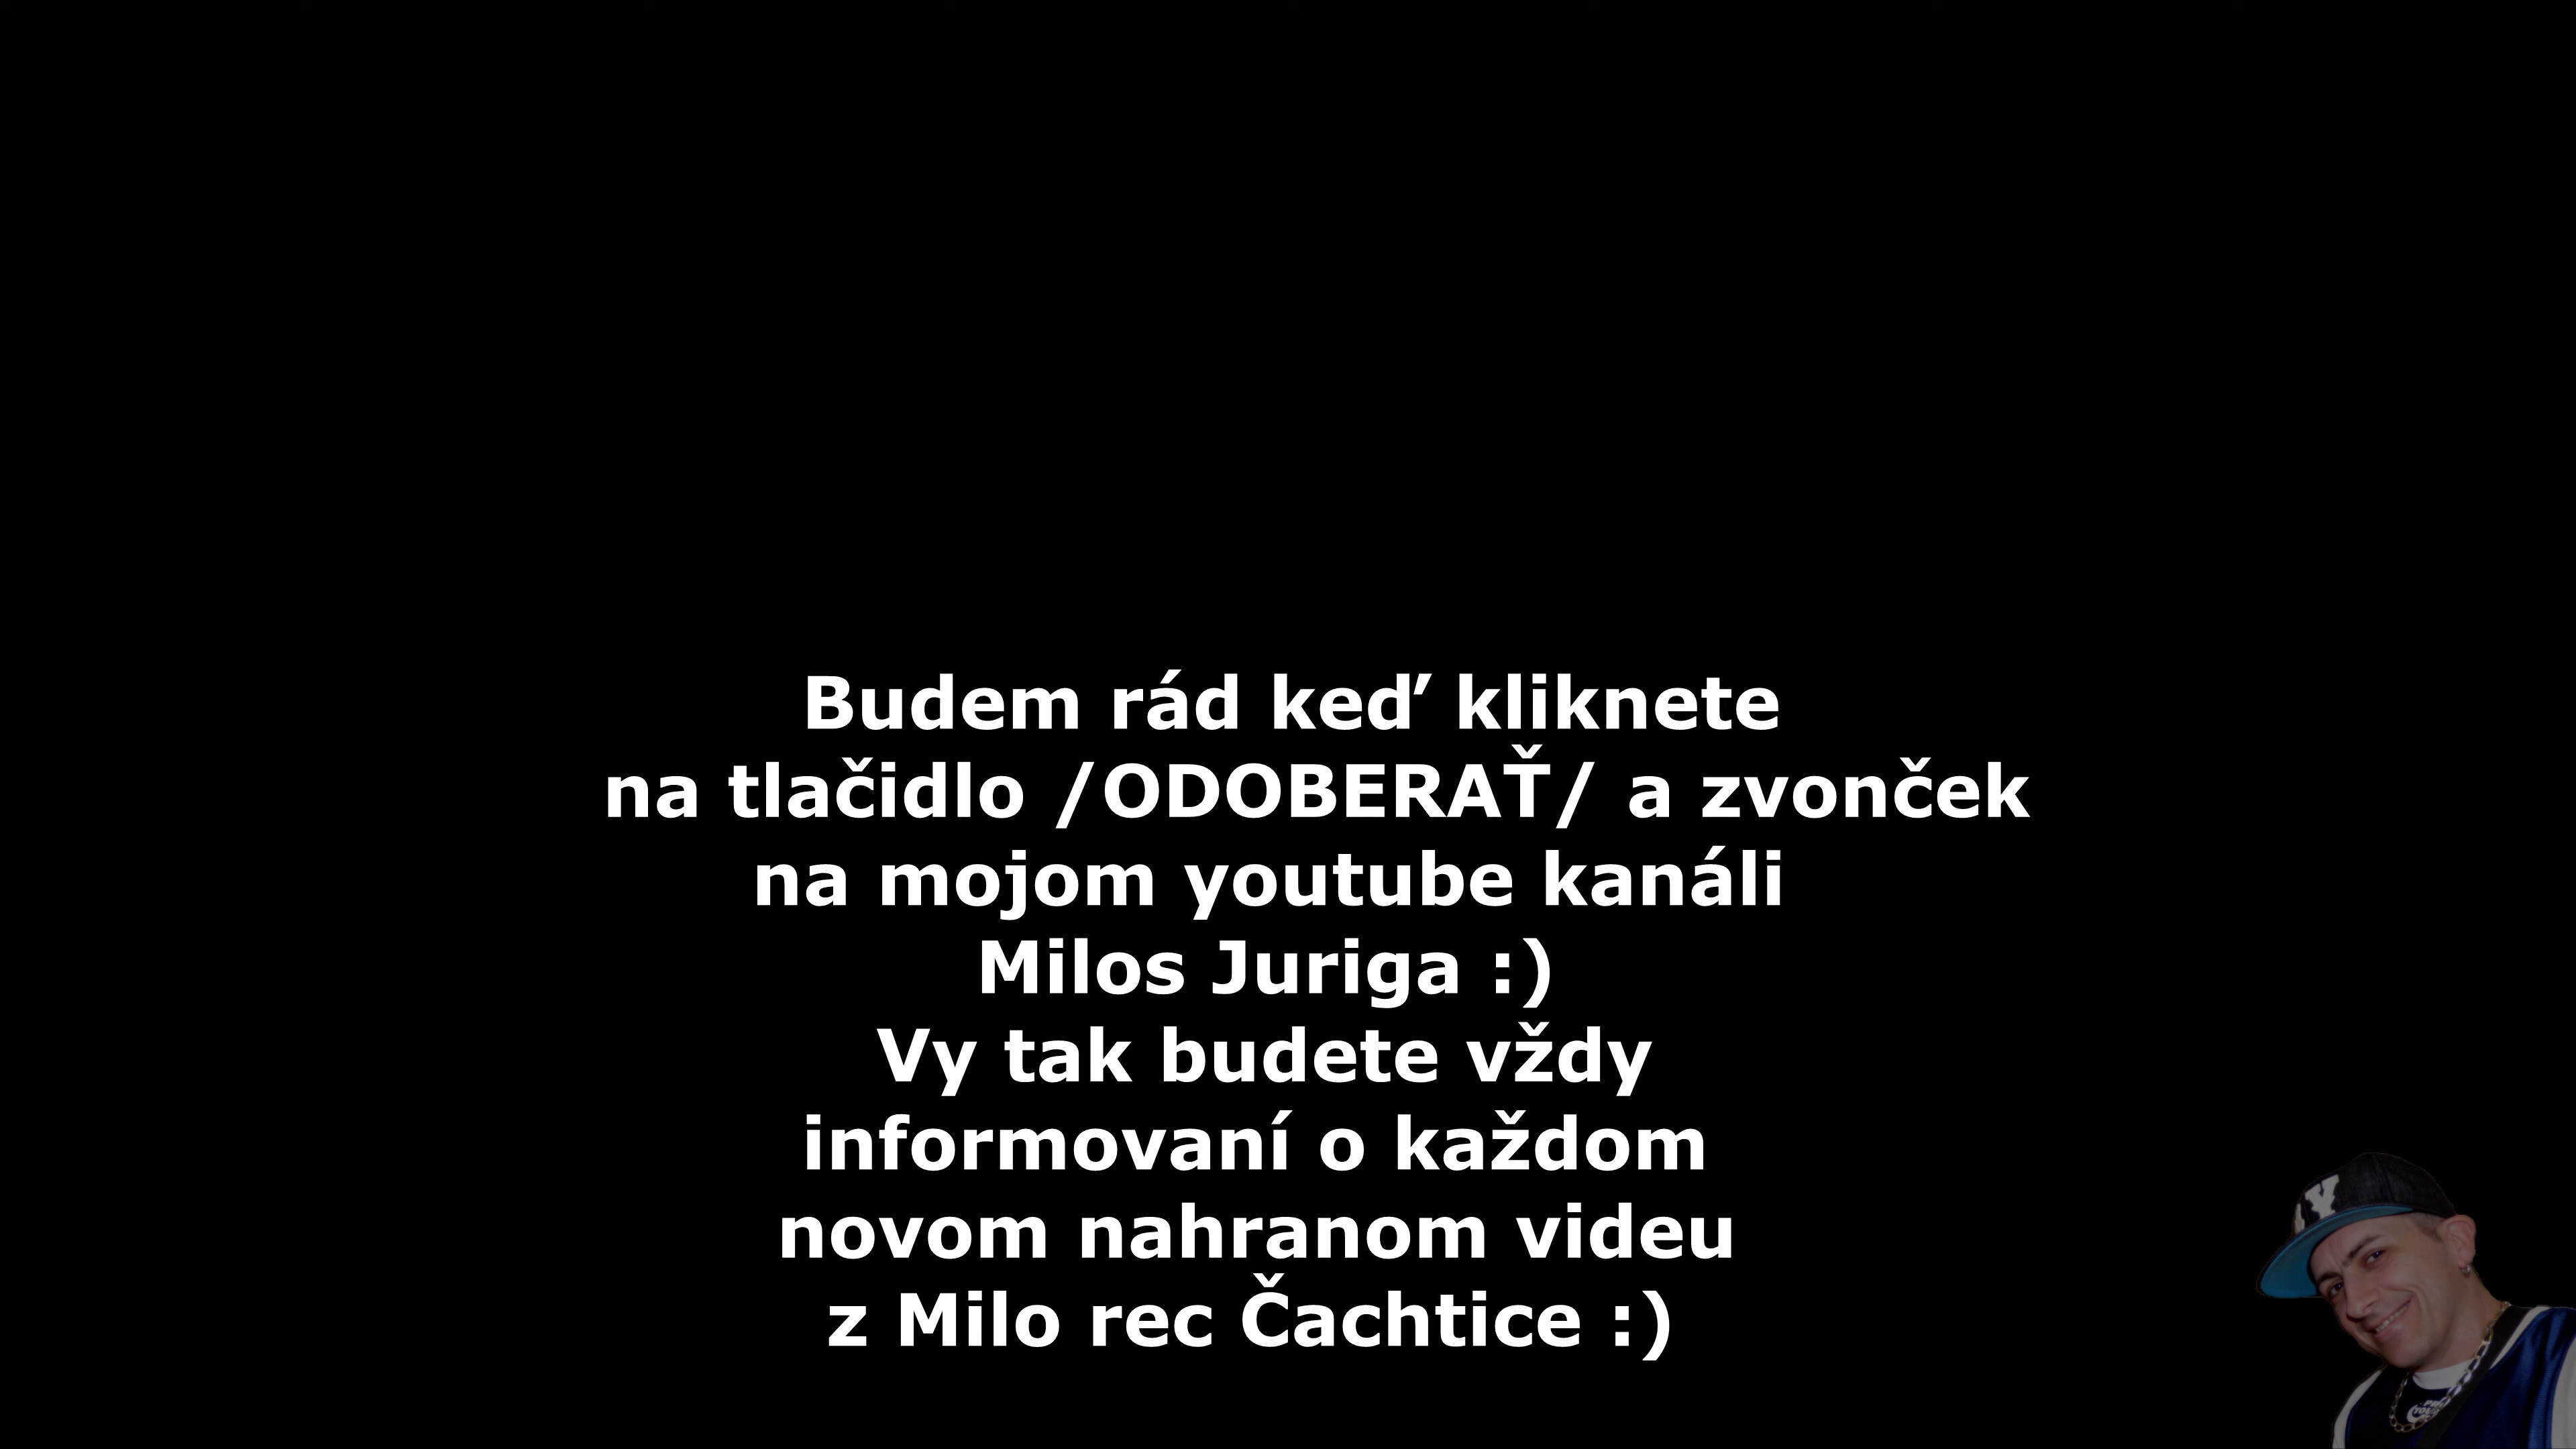 Budem rád keď kliknete
na tlačidlo /ODOBERAŤ/ a zvonček
na mojom youtube kanáli
Milos Juriga :)
Vy tak budete vždy
informovaní o každom
novom nahranom videu
z Milo rec Čachtice :)